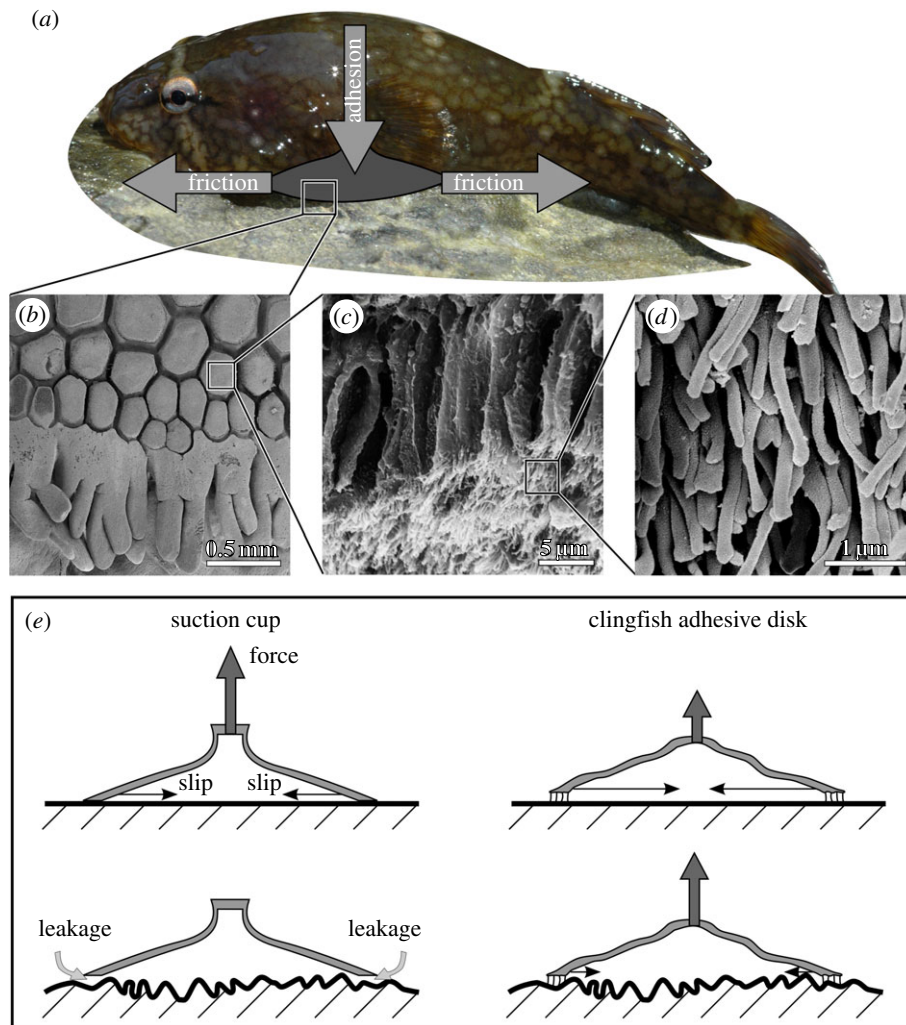 (a)
adhesion
friction
friction
(b)
(c)
(d)
0.5 mm
5 µm
1 µm
(e)
suction cup
clingfish adhesive disk
force
slip
slip
leakage
leakage